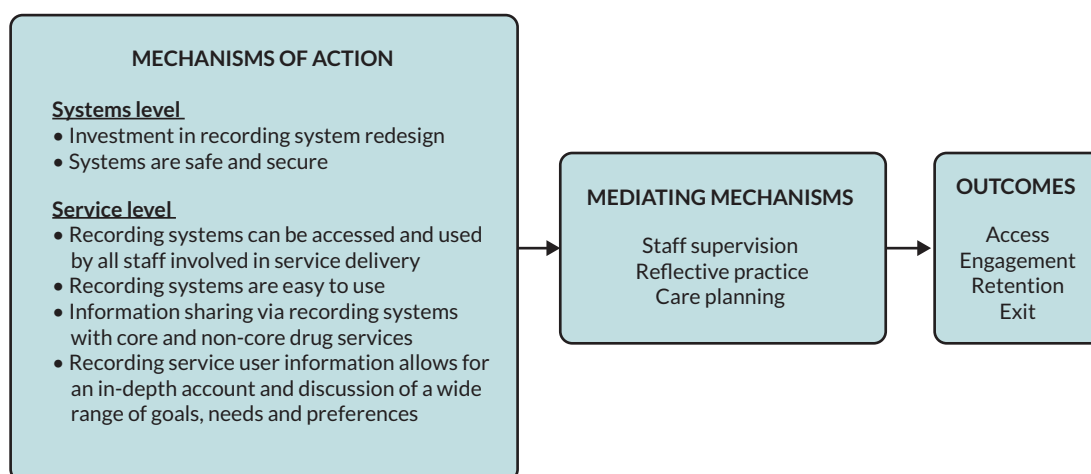 MECHANISMS OF ACTION
Systems level
• Investment in recording system redesign
• Systems are safe and secure
Service level
• Recording systems can be accessed and used
by all staff involved in service delivery
• Recording systems are easy to use
• Information sharing via recording systems
with core and non-core drug services
• Recording service user information allows for
an in-depth account and discussion of a wide
range of goals, needs and preferences
MEDIATING MECHANISMS
Staff supervision
Reflective practice
Care planning
OUTCOMES
Access
Engagement
Retention
Exit